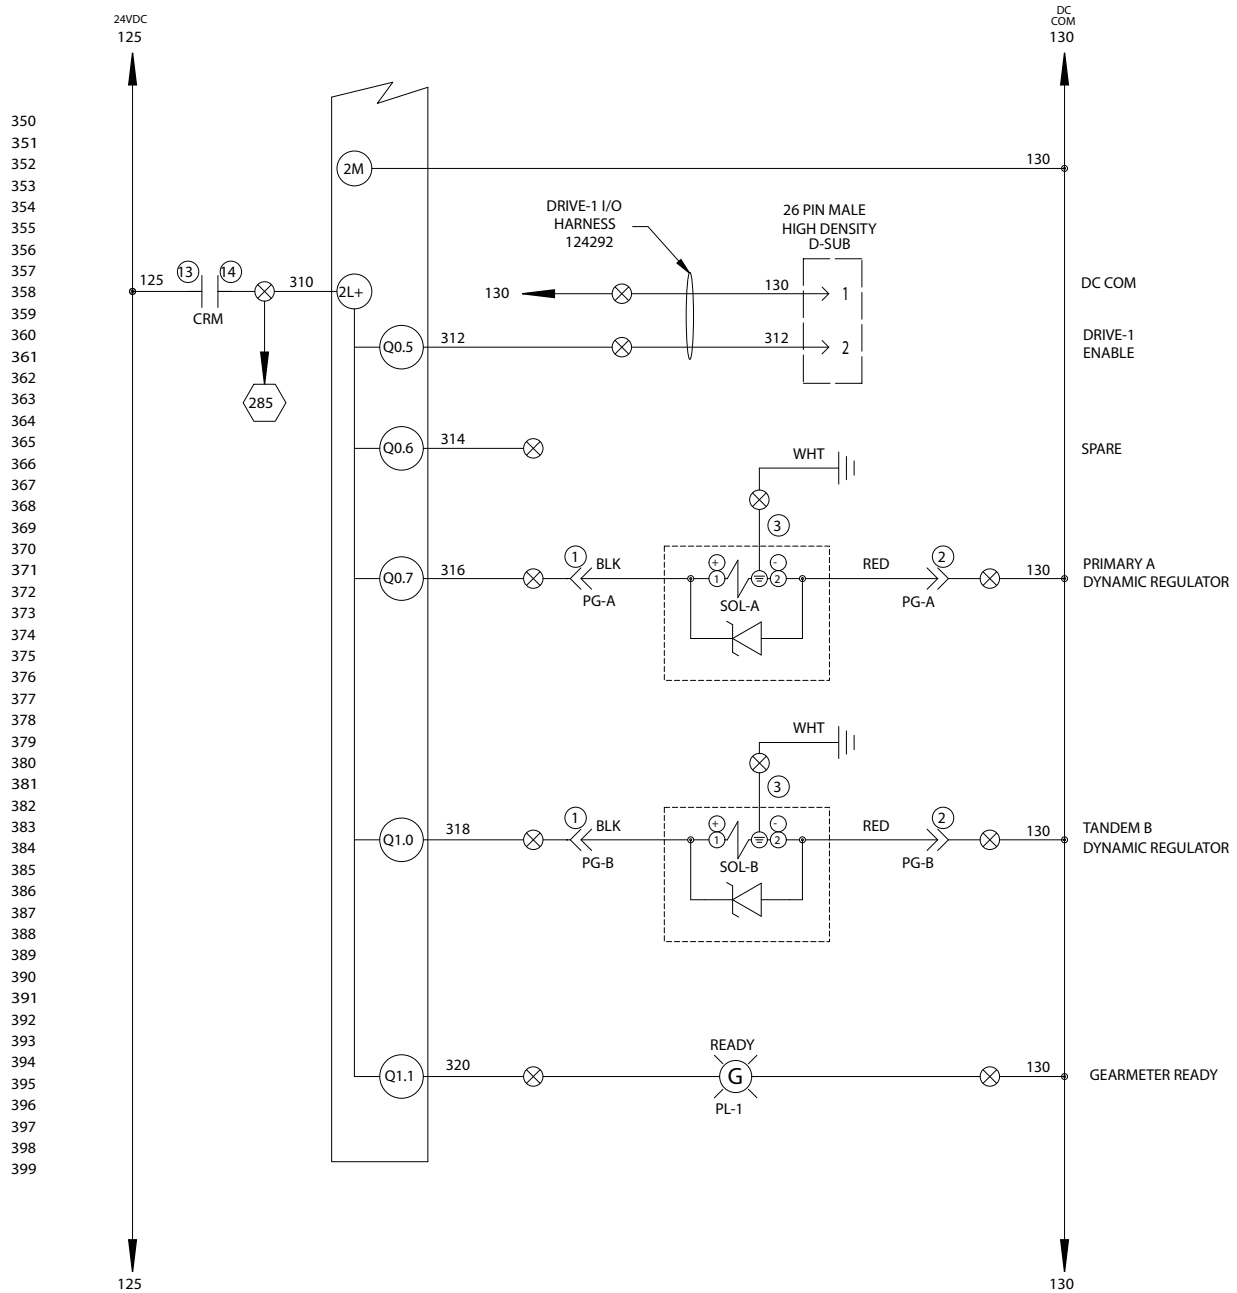 24VDC
125
DC
COM
130
350
351
352
353
354
355
356
357
358
359
360
361
362
363
364
365
366
367
368
369
370
371
372
373
374
375
376
377
378
379
380
381
382
383
384
385
386
387
388
389
390
391
392
393
394
395
396
397
398
399
2M
130
DRIVE-1 I/O
HARNESS
124292
26 PIN MALE
HIGH DENSITY
D-SUB
125
13
14
CRM
310
2L+
285
130
130
1
DC COM
Q0.5
312
312
2
DRIVE-1
ENABLE
Q0.6
314
SPARE
WHT
3
Q0.7
316
1
BLK
PG-A
+
1
-
2
SOL-A
RED
2
PG-A
130
PRIMARY A
DYNAMIC REGULATOR
WHT
3
Q1.0
318
1
BLK
PG-B
+
1
-
2
SOL-B
RED
2
PG-B
130
TANDEM B
DYNAMIC REGULATOR
Q1.1
320
READY
G
PL-1
130
GEARMETER READY
125
130